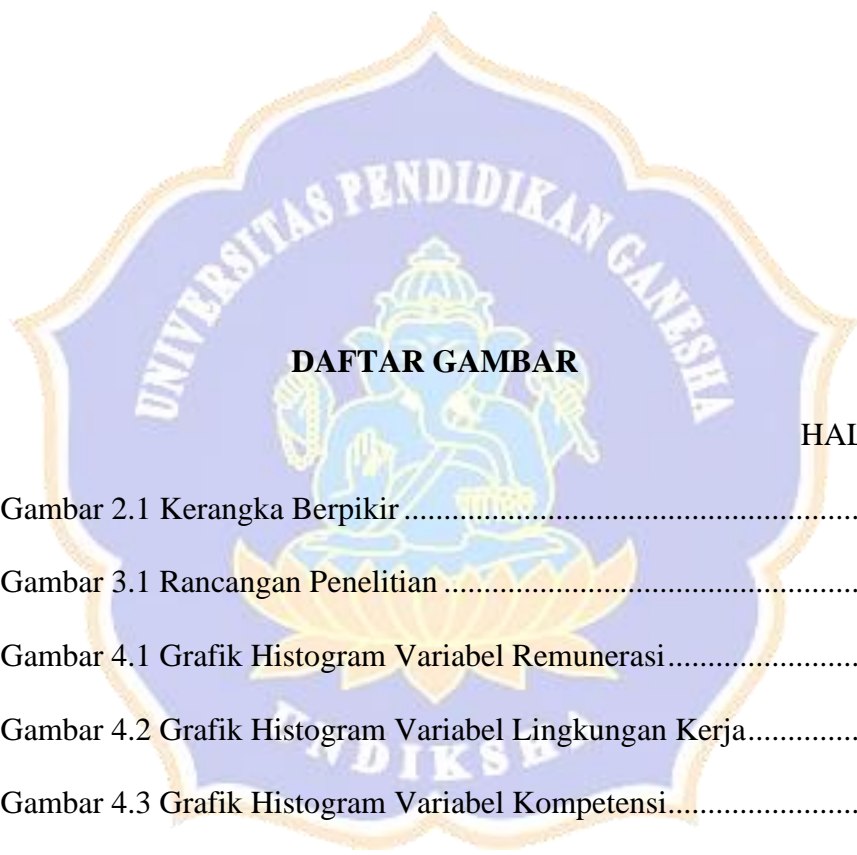 UNIVERSITAS PENDIDIKAN GANESHA
DAFTAR GAMBAR
HAL
Gambar 2.1 Kerangka Berpikir................................................
Gambar 3.1 Rancangan Penelitian............................................
Gambar 4.1 Grafik Histogram Variabel Remunerasi.....................
Gambar 4.2 Grafik Histogram Variabel Lingkungan Kerja............
Gambar 4.3 Grafik Histogram Variabel Kompetensi.....................
UNDIKSHA